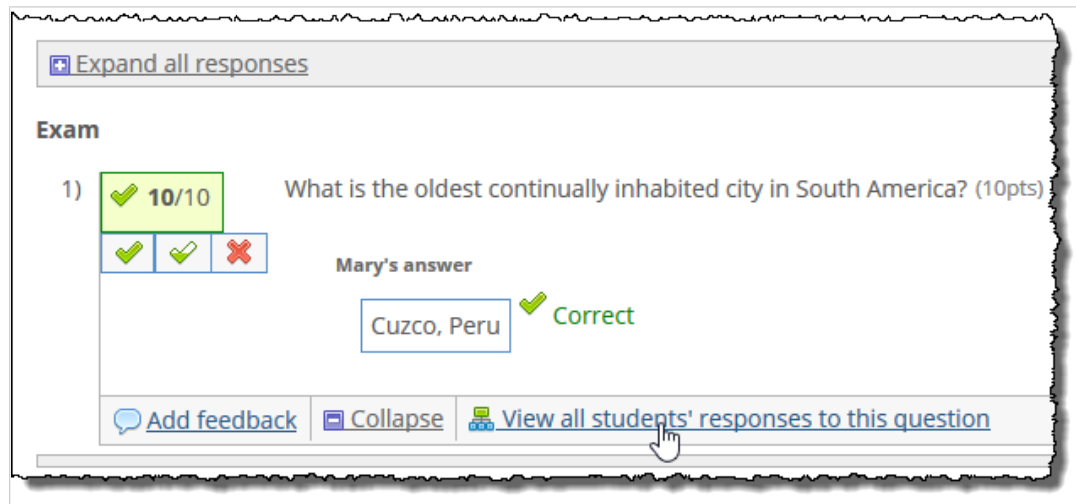 Expand all responses
Exam
1) 10/10 What is the oldest continually inhabited city in South America? (10pts)
Mary's answer
Cuzco, Peru Correct
Add feedback Collapse View all students' responses to this question